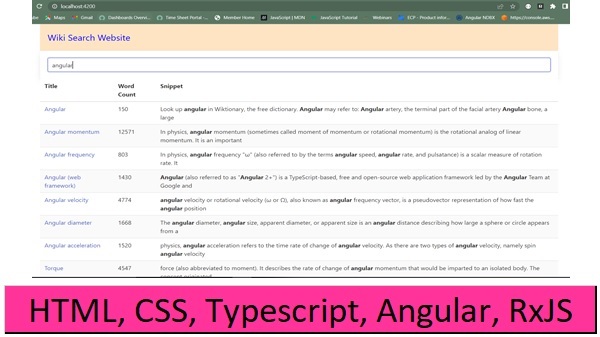 localhost:4200
Maps
Gmail
Dashboards Overvie...
Time Sheet Portal -...
Member Home
JavaScript | MDN
JavaScript Tutorial
Webinars
ECP - Product infor...
Angular NDBX
https://console.aws...
Wiki Search Website
angular
Title Word Count Snippet
Angular 150 Look up angular in Wiktionary, the free dictionary. Angular may refer to: Angular artery, the terminal part of the facial artery Angular bone, a
large
Angular momentum 12571 In physics, angular momentum (sometimes called moment of momentum or rotational momentum) is the rotational analog of linear
momentum. It is an important
Angular frequency 803 In physics, angular frequency "ω" (also referred to by the terms angular speed, angular rate, and pulsatance) is a scalar measure of rotation
rate. It
Angular (web framework) 1430 Angular (also referred to as "Angular 2+") is a TypeScript-based, free and open-source web application framework led by the Angular Team at
Google and
Angular velocity 4774 angular velocity or rotational velocity (ω or Ω), also known as angular frequency vector, is a pseudovector representation of how fast the
angular position
Angular diameter 1668 The angular diameter, angular size, apparent diameter, or apparent size is an angular distance describing how large a sphere or circle appears
from a
Angular acceleration 1520 physics, angular acceleration refers to the time rate of change of angular velocity. As there are two types of angular velocity, namely spin
angular velocity
Torque 4547 force (also abbreviated to moment). It describes the rate of change of angular momentum that would be imparted to an isolated body. The
HTML, CSS, Typescript, Angular, RxJS